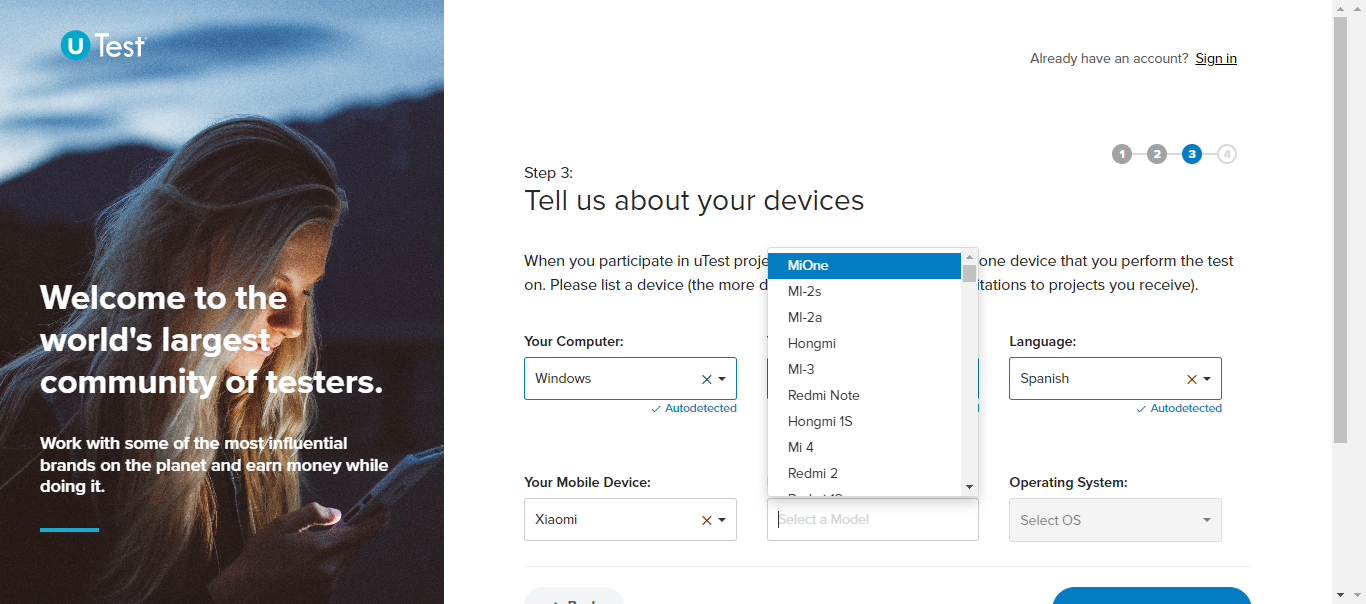 U Test
Already have an account? Sign in
1 2 3 4
Step 3:
Tell us about your devices
When you participate in uTest proje
one device that you perform the test
on. Please list a device (the more d
itations to projects you receive).
Your Computer:
Windows
Autodetected
Language:
Spanish
Autodetected
Your Mobile Device:
Xiaomi
MiOne
MI-2s
MI-2a
Hongmi
MI-3
Redmi Note
Hongmi 1S
Mi 4
Redmi 2
Select a Model
Operating System:
Select OS
Welcome to the
world's largest
community of testers.
Work with some of the most influential
brands on the planet and earn money while
doing it.